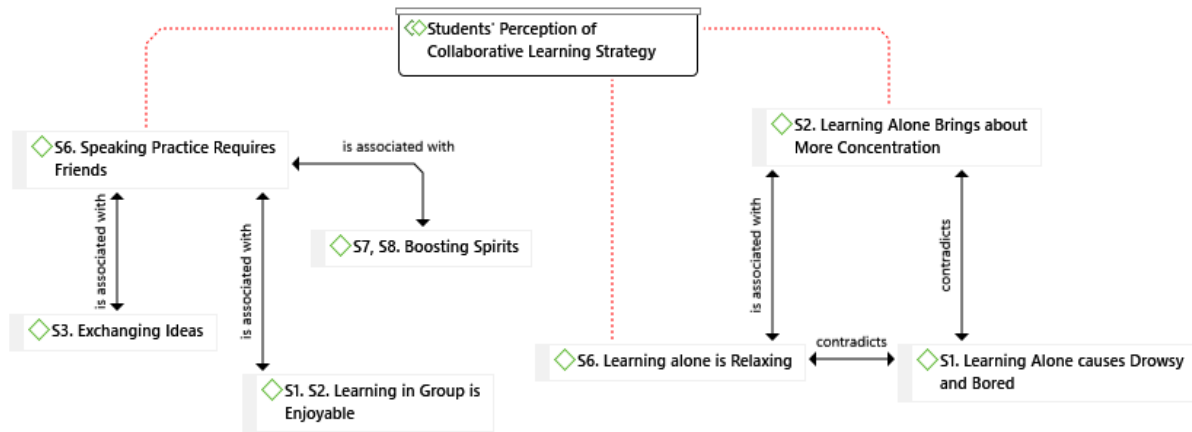 Students' Perception of
Collaborative Learning Strategy
S6. Speaking Practice Requires
Friends
S2. Learning Alone Brings about
More Concentration
is associated with
S7, S8. Boosting Spirits
is associated with
is associated with
is associated with
contradicts
S3. Exchanging Ideas
S6. Learning alone is Relaxing
contradicts
S1. Learning Alone causes Drowsy
and Bored
S1. S2. Learning in Group is
Enjoyable